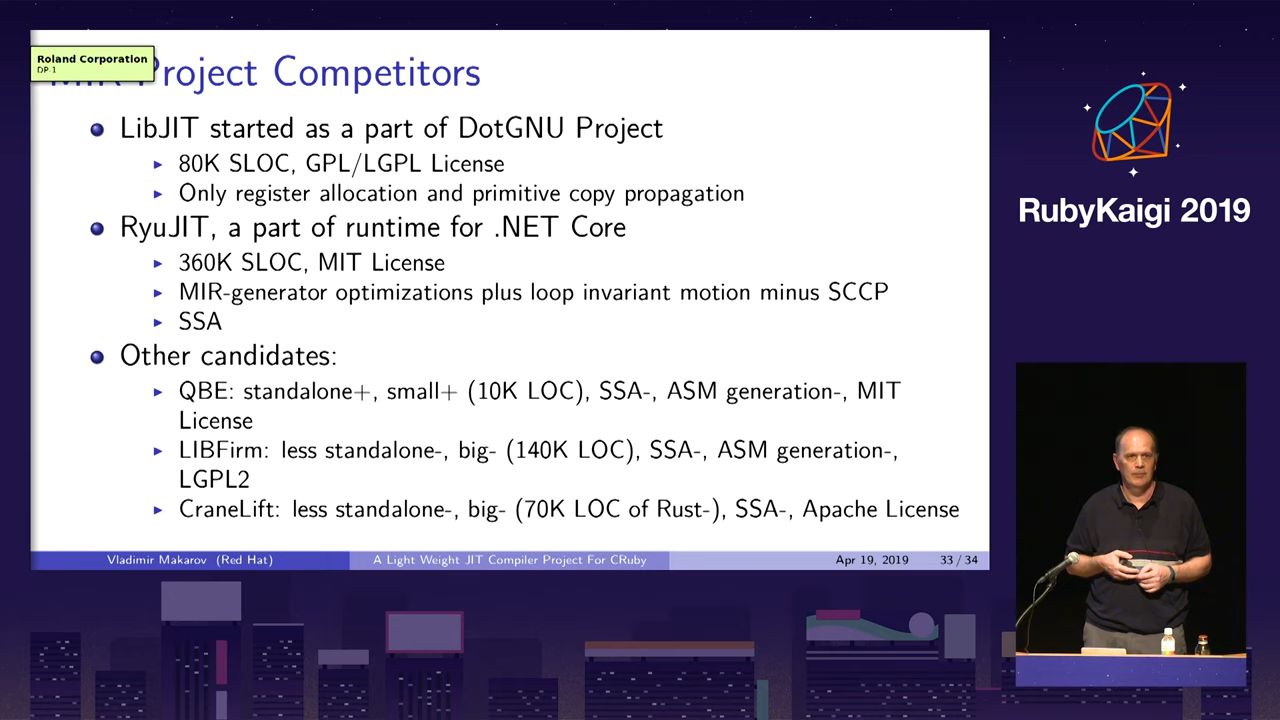 Roland Corporation
DP-1
Project Competitors
LibJIT started as a part of DotGNU Project
80K SLOC, GPL/LGPL License
Only register allocation and primitive copy propagation
RyuJIT, a part of runtime for .NET Core
360K SLOC, MIT License
MIR-generator optimizations plus loop invariant motion minus SCCP
SSA
Other candidates:
QBE: standalone+, small+ (10K LOC), SSA-, ASM generation-, MIT
License
LIBFirm: less standalone-, big- (140K LOC), SSA-, ASM generation-,
LGPL2
CraneLift: less standalone-, big- (70K LOC of Rust-), SSA-, Apache License
Vladimir Makarov (Red Hat)
A Light Weight JIT Compiler Project For CRuby
Apr 19, 2019
33 / 34
RubyKaigi 2019